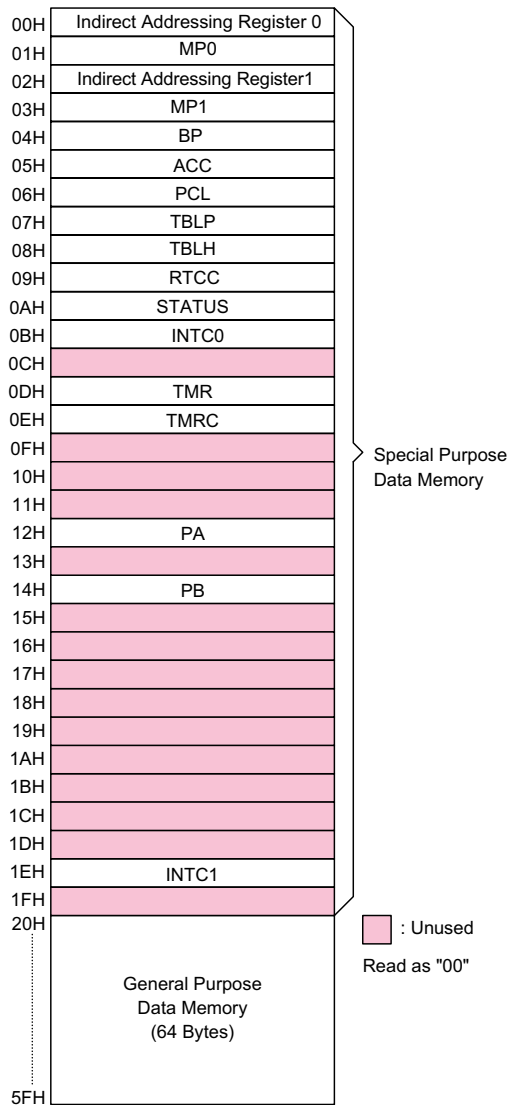 00H Indirect Addressing Register 0
01H MP0
02H Indirect Addressing Register1
03H MP1
04H BP
05H ACC
06H PCL
07H TBLP
08H TBLH
09H RTCC
0AH STATUS
0BH INTC0
0CH
0DH TMR
0EH TMRC
0FH
10H
11H
12H PA
13H
14H PB
15H
16H
17H
18H
19H
1AH
1BH
1CH
1DH
1EH INTC1
1FH
20H
Special Purpose
Data Memory
: Unused
Read as "00"
General Purpose
Data Memory
(64 Bytes)
5FH